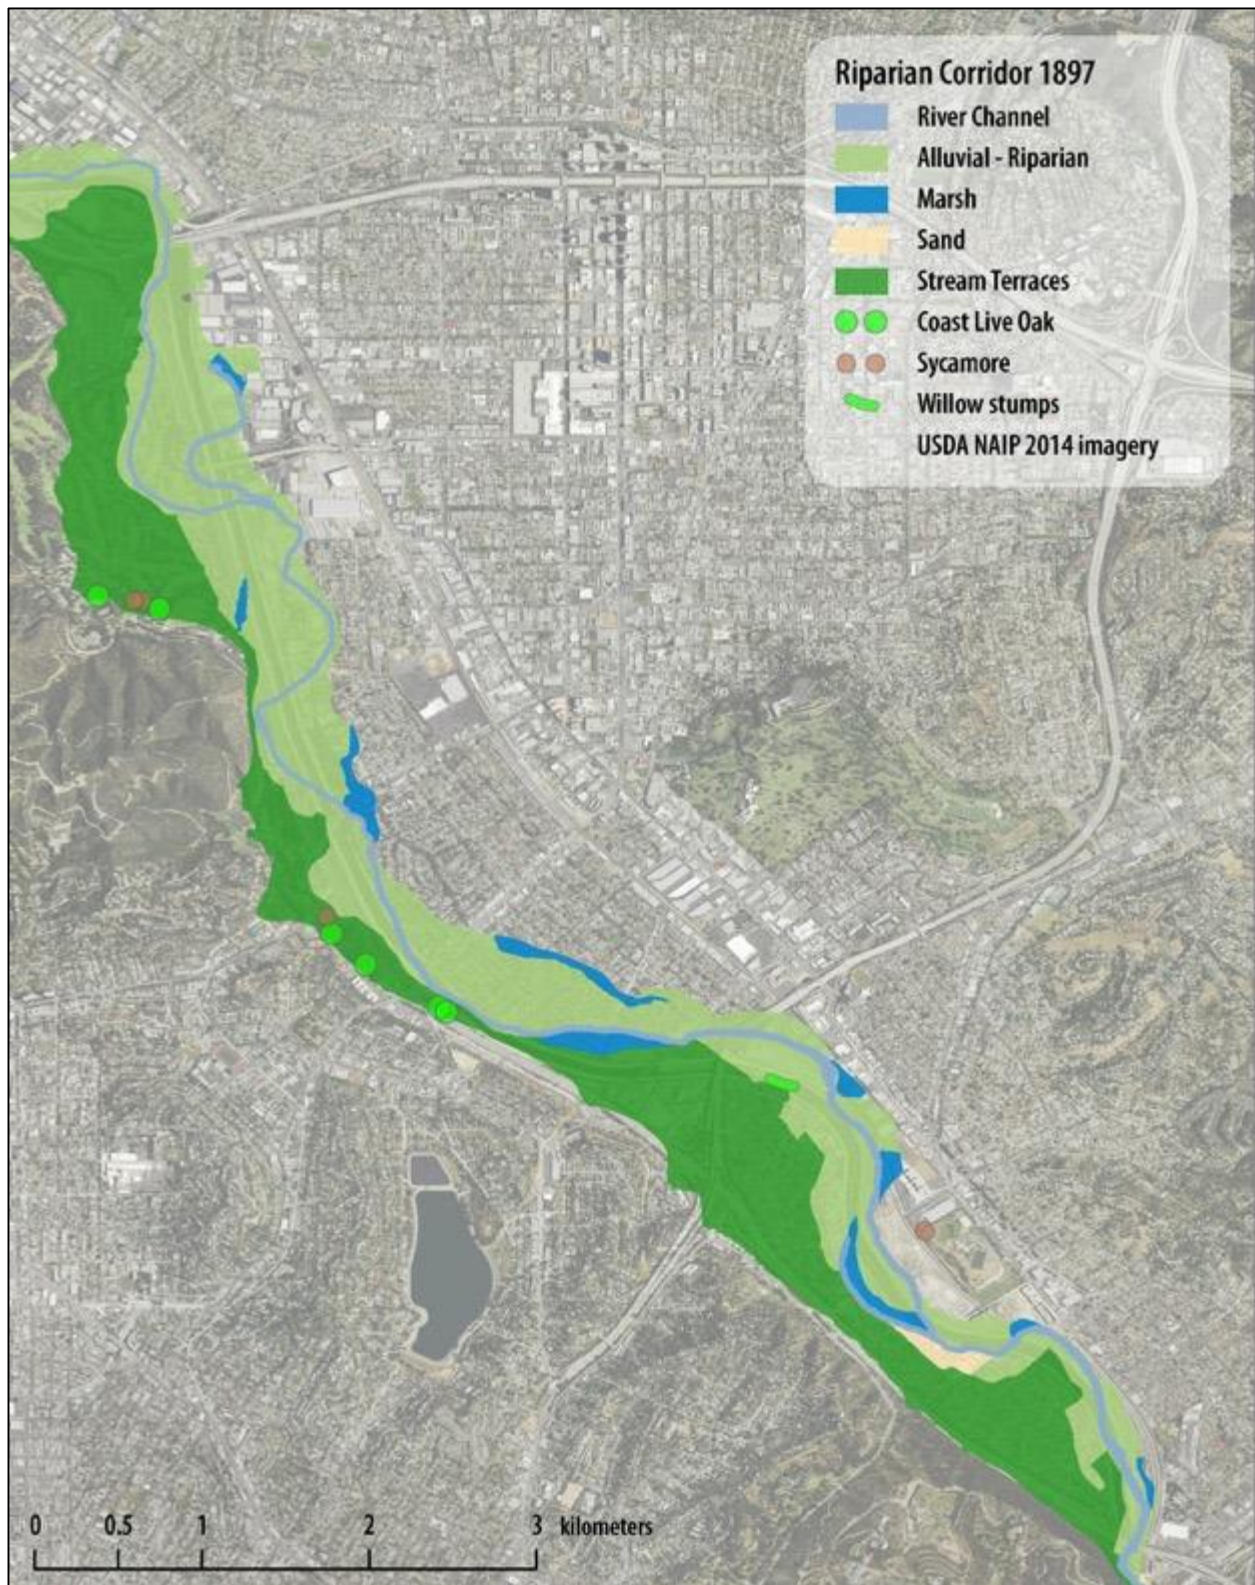 Riparian Corridor 1897
River Channel
Alluvial - Riparian
Marsh
Sand
Stream Terraces
Coast Live Oak
Sycamore
Willow stumps
USDA NAIP 2014 imagery
0 0.5 1 2 3 kilometers